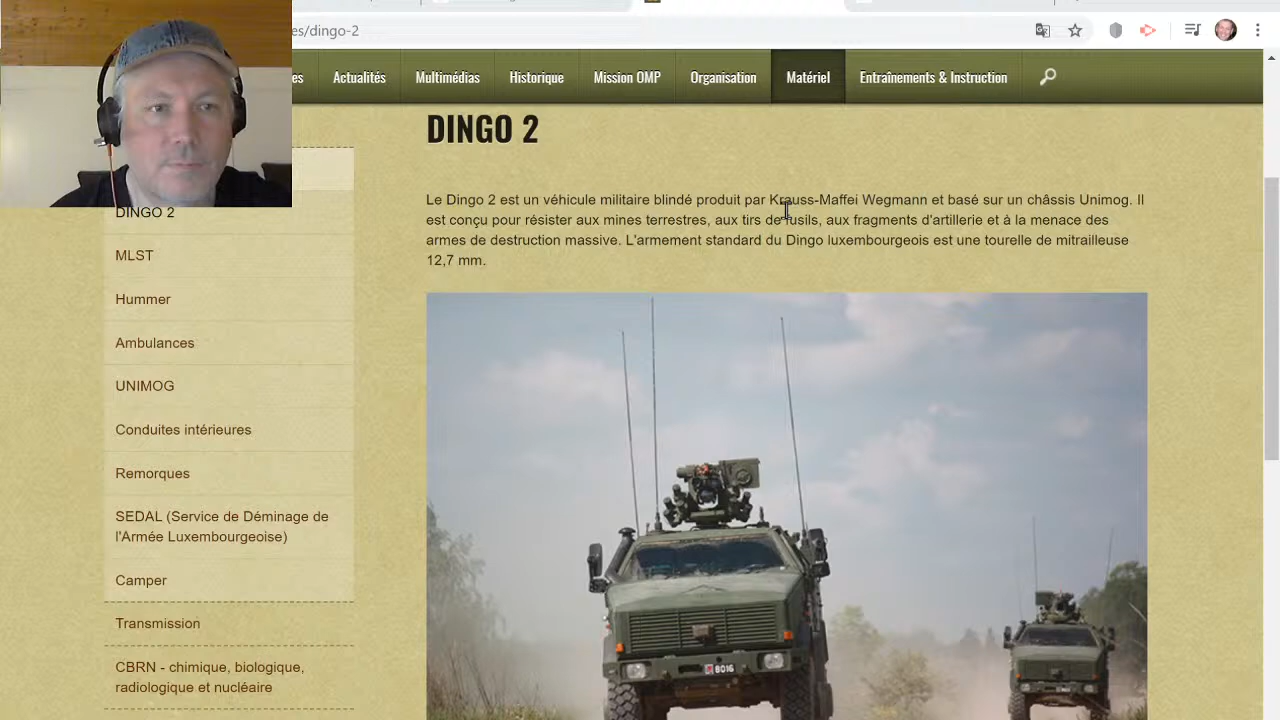 es/dingo-2
es
Actualités
Multimédias
Historique
Mission OMP
Organisation
Matériel
Entraînements & Instruction
DINGO 2
Le Dingo 2 est un véhicule militaire blindé produit par Krauss-Maffei Wegmann et basé sur un châssis Unimog. Il
est conçu pour résister aux mines terrestres, aux tirs de fusils, aux fragments d'artillerie et à la menace des
armes de destruction massive. L'armement standard du Dingo luxembourgeois est une tourelle de mitrailleuse
12,7 mm.
DINGO 2
MLST
Hummer
Ambulances
UNIMOG
Conduites intérieures
Remorques
SEDAL (Service de Déminage de
l'Armée Luxembourgeoise)
Camper
Transmission
CBRN - chimique, biologique,
radiologique et nucléaire
8016